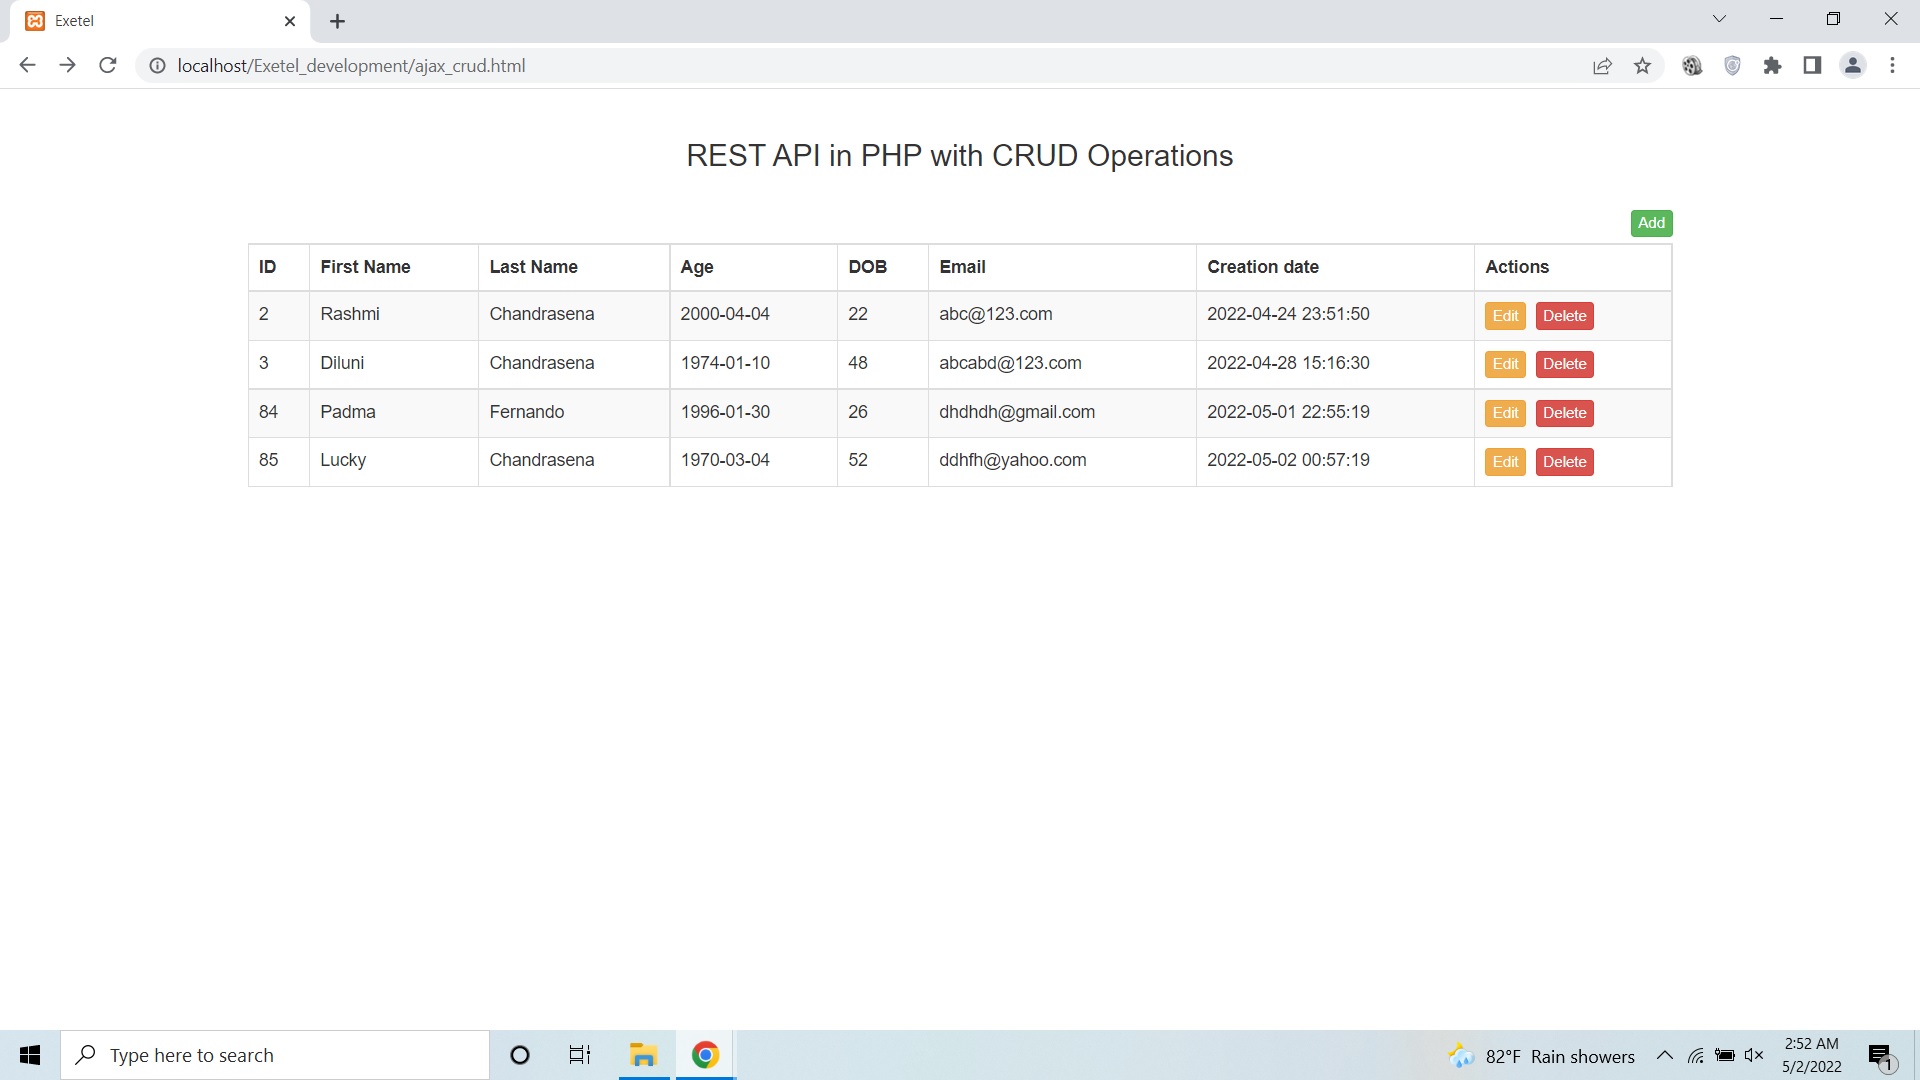 Exetel
localhost/Exetel_development/ajax_crud.html
REST API in PHP with CRUD Operations
Add
ID First Name Last Name Age DOB Email Creation date Actions
2 Rashmi Chandrasena 2000-04-04 22 abc@123.com 2022-04-24 23:51:50 Edit Delete
3 Diluni Chandrasena 1974-01-10 48 abcabd@123.com 2022-04-28 15:16:30 Edit Delete
84 Padma Fernando 1996-01-30 26 dhdhdh@gmail.com 2022-05-01 22:55:19 Edit Delete
85 Lucky Chandrasena 1970-03-04 52 ddhfh@yahoo.com 2022-05-02 00:57:19 Edit Delete
Type here to search
82°F Rain showers
2:52 AM
5/2/2022
1